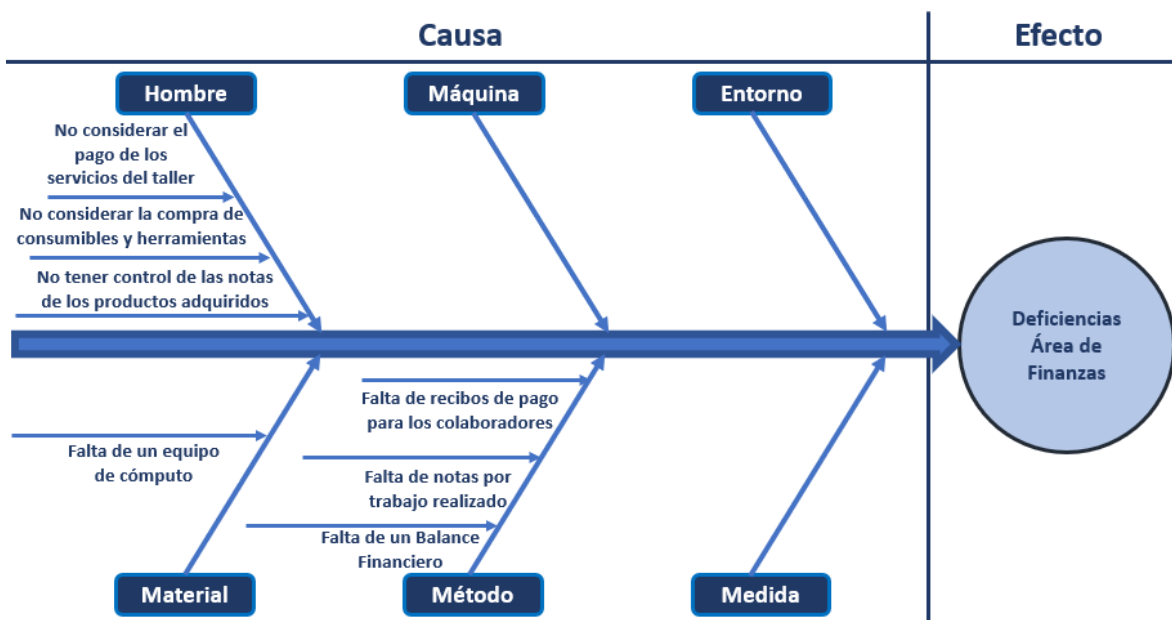 Causa
Efecto
Hombre
Máquina
Entorno
No considerar el
pago de los
servicios del taller
No considerar la compra de
consumibles y herramientas
No tener control de las notas
de los productos adquiridos
Deficiencias
Área de
Finanzas
Falta de recibos de pago
para los colaboradores
Falta de un equipo
de cómputo
Falta de notas por
trabajo realizado
Falta de un Balance
Financiero
Material
Método
Medida